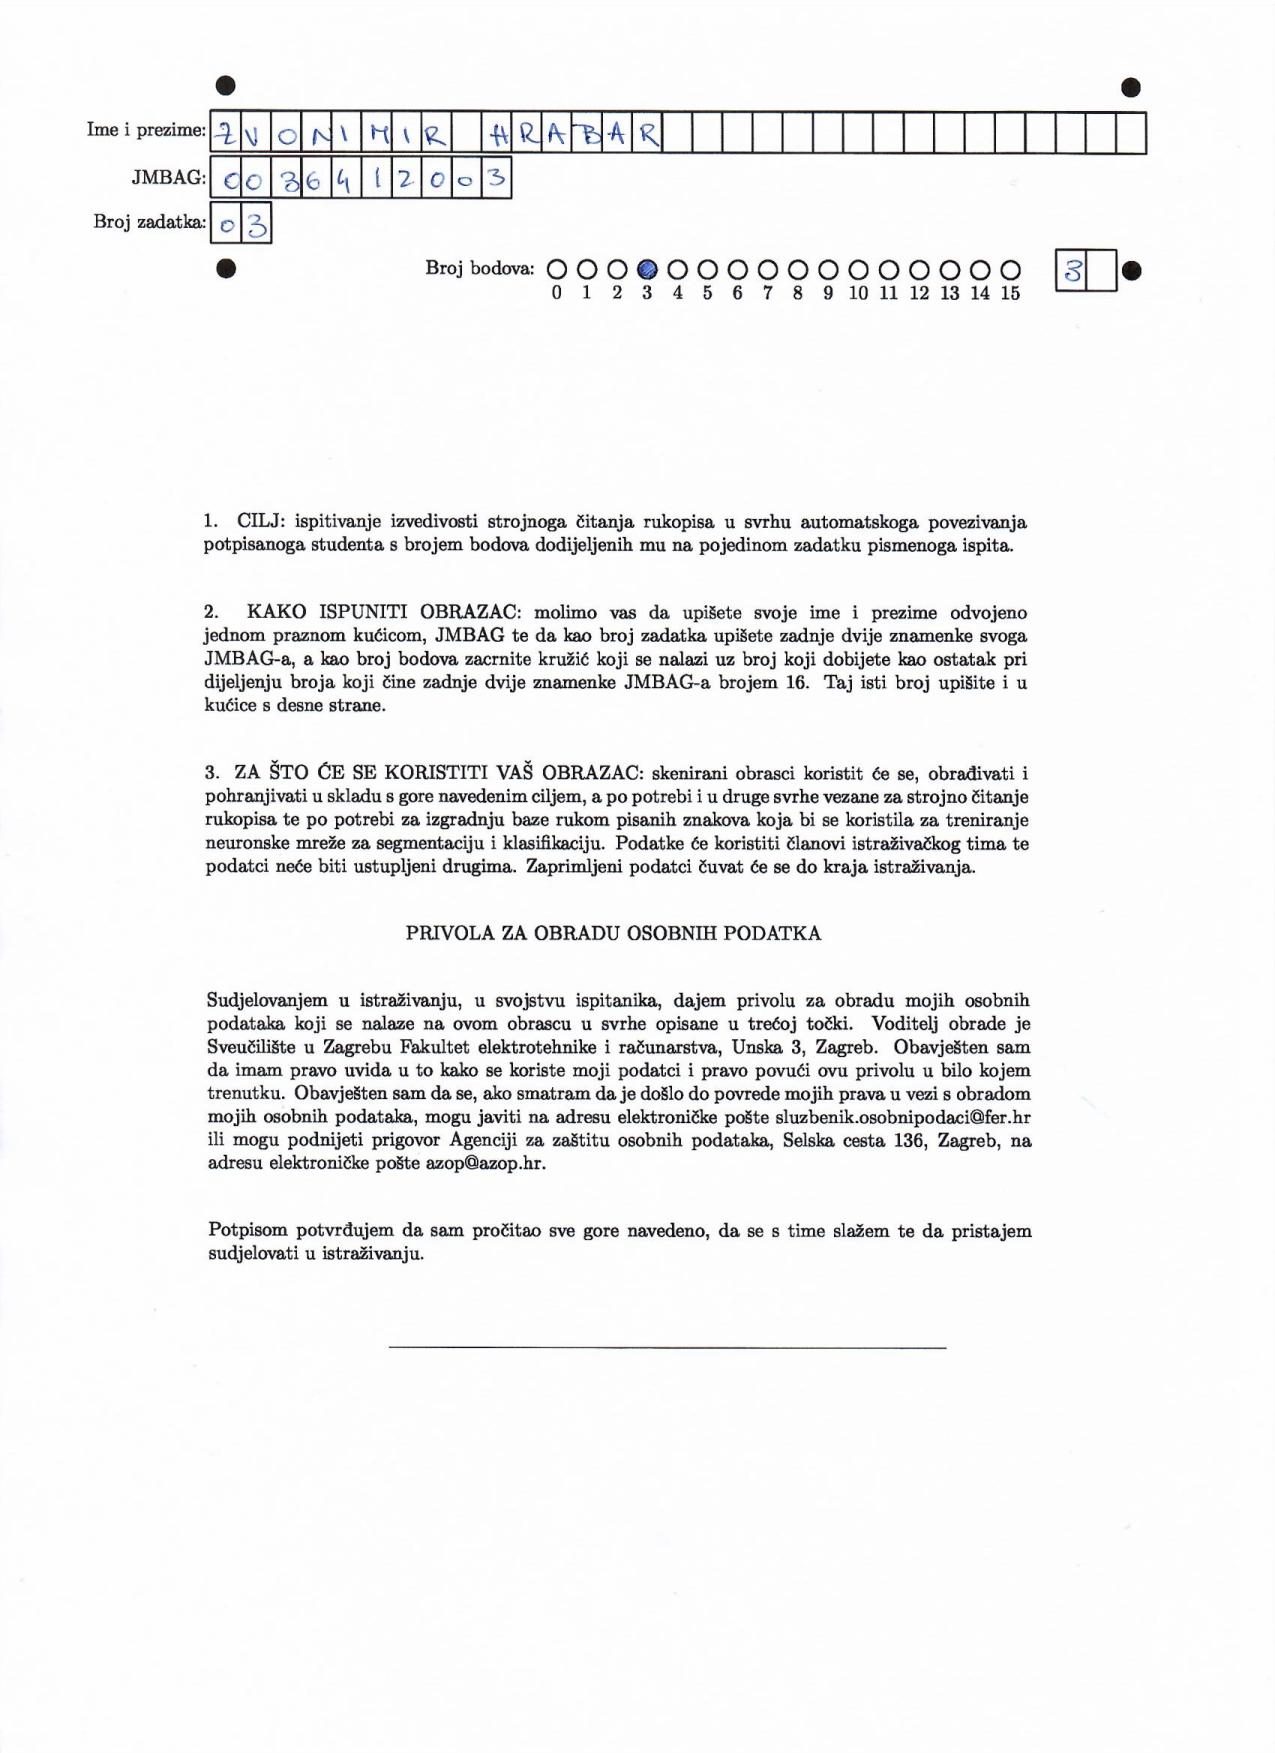 Ime i prezime: ZVONIMIR HRABAR
JMBAG: 0036412003
Broj zadatka: 03
Broj bodova: 3
0 1 2 3 4 5 6 7 8 9 10 11 12 13 14 15
1. CILJ: ispitivanje izvedivosti strojnoga čitanja rukopisa u svrhu automatskoga povezivanja
potpisanoga studenta s brojem bodova dodijeljenih mu na pojedinom zadatku pismenoga ispita.
2. KAKO ISPUNITI OBRAZAC: molimo vas da upišete svoje ime i prezime odvojeno
jednom praznom kućicom, JMBAG te da kao broj zadatka upišete zadnje dvije znamenke svoga
JMBAG-a, a kao broj bodova zacrnite kružić koji se nalazi uz broj koji dobijete kao ostatak pri
dijeljenju broja koji čine zadnje dvije znamenke JMBAG-a brojem 16. Taj isti broj upišite i u
kućice s desne strane.
3. ZA ŠTO ĆE SE KORISTITI VAŠ OBRAZAC: skenirani obrasci koristit će se, obrađivati i
pohranjivati u skladu s gore navedenim ciljem, a po potrebi i u druge svrhe vezane za strojno čitanje
rukopisa te po potrebi za izgradnju baze rukom pisanih znakova koja bi se koristila za treniranje
neuronske mreže za segmentaciju i klasifikaciju. Podatke će koristiti članovi istraživačkog tima te
podatci neće biti ustupljeni drugima. Zaprimljeni podatci čuvat će se do kraja istraživanja.
PRIVOLA ZA OBRADU OSOBNIH PODATKA
Sudjelovanjem u istraživanju, u svojstvu ispitanika, dajem privolu za obradu mojih osobnih
podataka koji se nalaze na ovom obrascu u svrhe opisane u trećoj točki. Voditelj obrade je
Sveučilište u Zagrebu Fakultet elektrotehnike i računarstva, Unska 3, Zagreb. Obavješten sam
da imam pravo uvida u to kako se koriste moji podatci i pravo povući ovu privolu u bilo kojem
trenutku. Obavješten sam da se, ako smatram da je došlo do povrede mojih prava u vezi s obradom
mojih osobnih podataka, mogu javiti na adresu elektroničke pošte sluzbenik.osobnipodaci@fer.hr
ili mogu podnijeti prigovor Agenciji za zaštitu osobnih podataka, Selska cesta 136, Zagreb, na
adresu elektroničke pošte azop@azop.hr.
Potpisom potvrđujem da sam pročitao sve gore navedeno, da se s time slažem te da pristajem
sudjelovati u istraživanju.